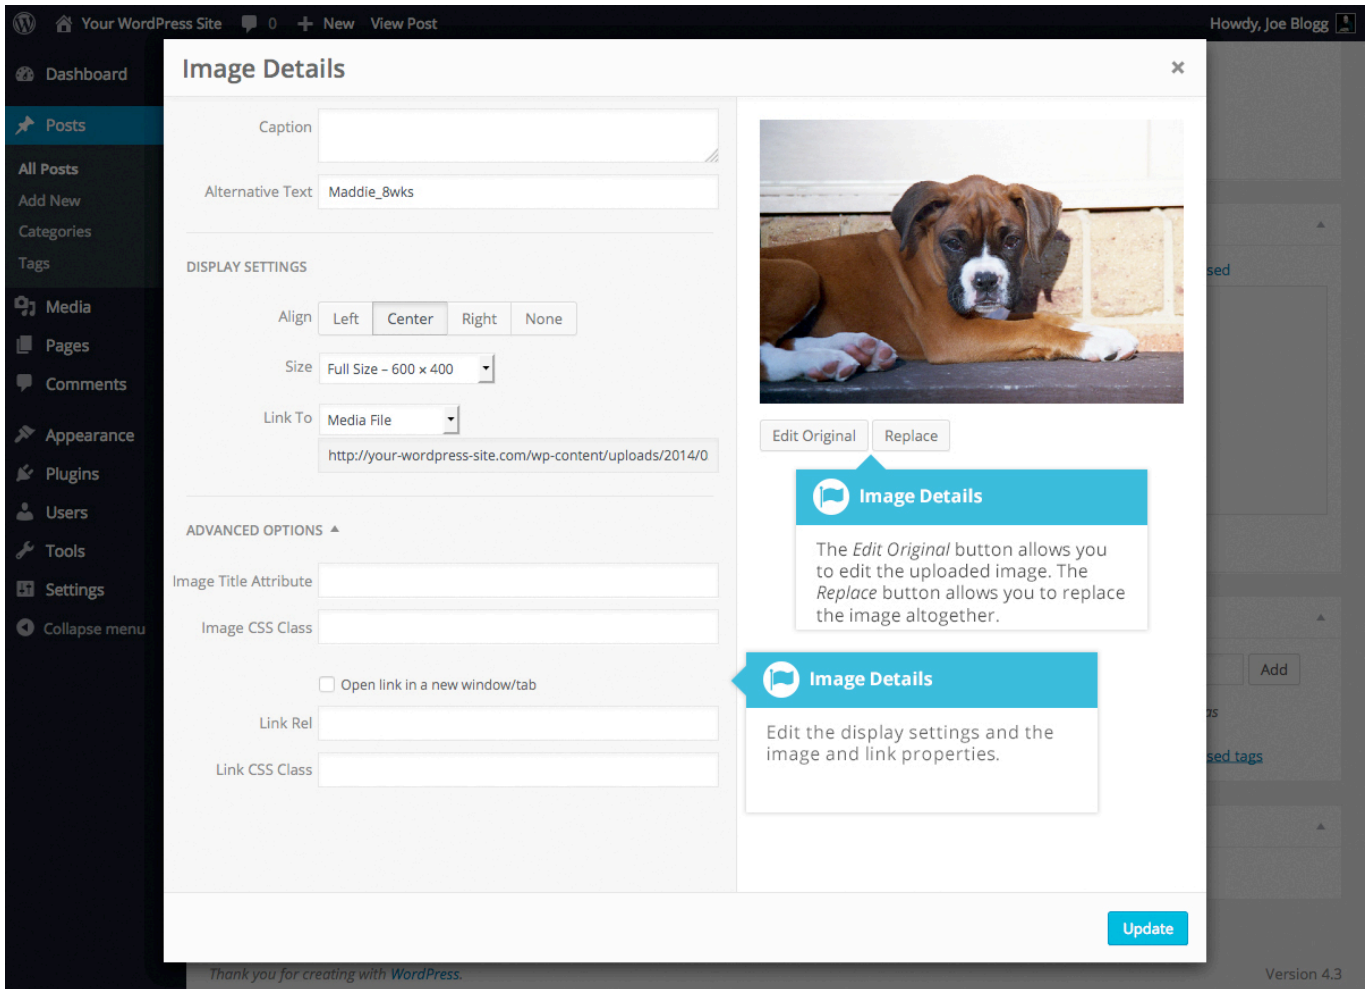 Your WordPress Site 0 New View Post Howdy, Joe Blogg
Dashboard
Posts
All Posts
Add New
Categories
Tags
Media
Pages
Comments
Appearance
Plugins
Users
Tools
Settings
Collapse menu
Image Details
Caption
Alternative Text Maddie_8wks
DISPLAY SETTINGS
Align Left Center Right None
Size Full Size – 600 × 400
Link To Media File
http://your-wordpress-site.com/wp-content/uploads/2014/0
ADVANCED OPTIONS
Image Title Attribute
Image CSS Class
Open link in a new window/tab
Link Rel
Link CSS Class
Edit Original Replace
Image Details
The Edit Original button allows you
to edit the uploaded image. The
Replace button allows you to replace
the image altogether.
Image Details
Edit the display settings and the
image and link properties.
Update
sed
Add
as
sed tags
Thank you for creating with WordPress.
Version 4.3